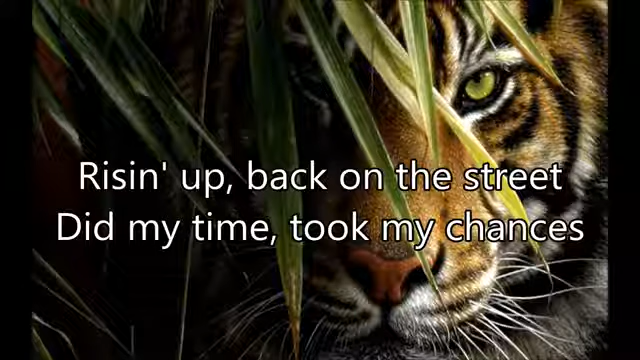 Risin' up, back on the street
Did my time, took my chances